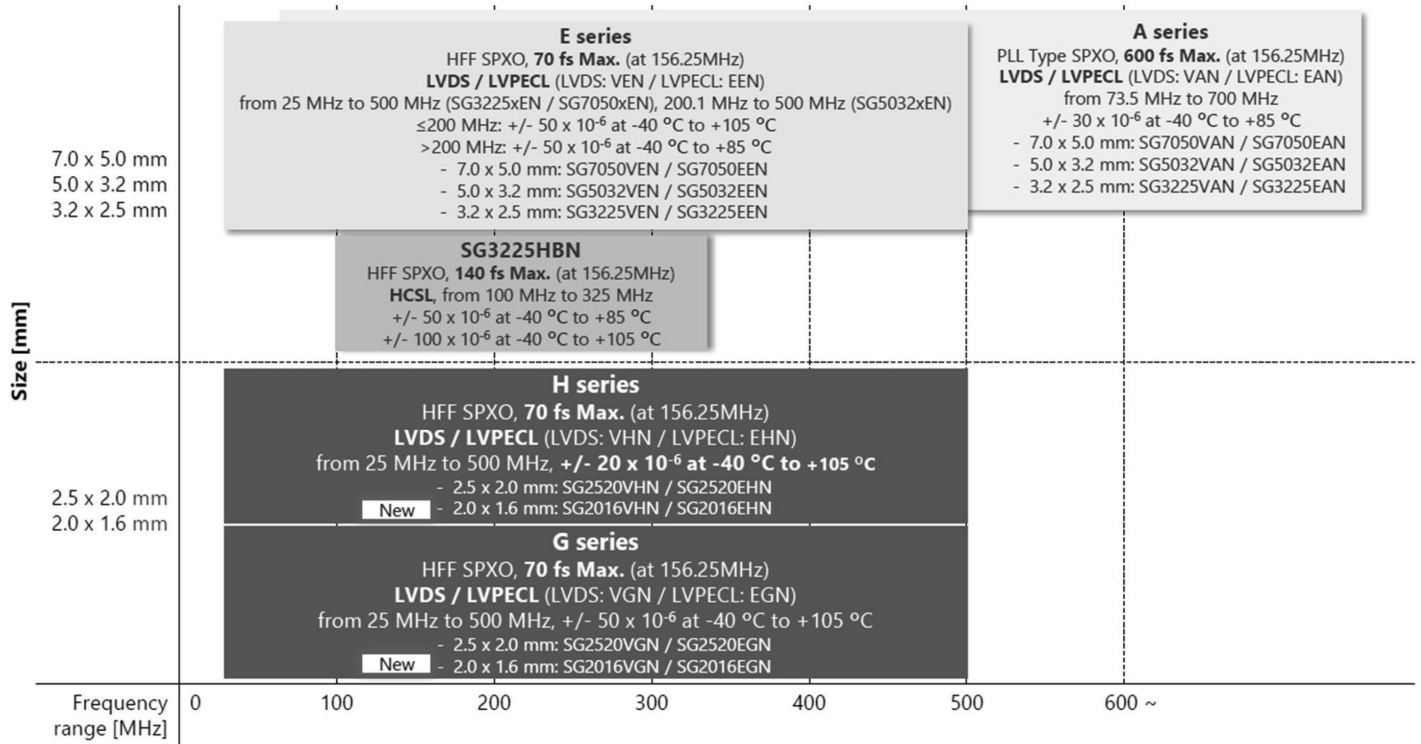 E series
HFF SPXO, 70 fs Max. (at 156.25MHz)
LVDS / LVPECL (LVDS: VEN / LVPECL: EEN)
from 25 MHz to 500 MHz (SG3225xEN / SG7050xEN), 200.1 MHz to 500 MHz (SG5032xEN)
≤200 MHz: +/- 50 x 10⁻⁶ at -40 °C to +105 °C
>200 MHz: +/- 50 x 10⁻⁶ at -40 °C to +85 °C
- 7.0 x 5.0 mm: SG7050VEN / SG7050EEN
- 5.0 x 3.2 mm: SG5032VEN / SG5032EEN
- 3.2 x 2.5 mm: SG3225VEN / SG3225EEN
A series
PLL Type SPXO, 600 fs Max. (at 156.25MHz)
LVDS / LVPECL (LVDS: VAN / LVPECL: EAN)
from 73.5 MHz to 700 MHz
+/- 30 x 10⁻⁶ at -40 °C to +85 °C
- 7.0 x 5.0 mm: SG7050VAN / SG7050EAN
- 5.0 x 3.2 mm: SG5032VAN / SG5032EAN
- 3.2 x 2.5 mm: SG3225VAN / SG3225EAN
7.0 x 5.0 mm
5.0 x 3.2 mm
3.2 x 2.5 mm
SG3225HBN
HFF SPXO, 140 fs Max. (at 156.25MHz)
HCSL, from 100 MHz to 325 MHz
+/- 50 x 10⁻⁶ at -40 °C to +85 °C
+/- 100 x 10⁻⁶ at -40 °C to +105 °C
Size [mm]
H series
HFF SPXO, 70 fs Max. (at 156.25MHz)
LVDS / LVPECL (LVDS: VHN / LVPECL: EHN)
from 25 MHz to 500 MHz, +/- 20 x 10⁻⁶ at -40 °C to +105 °C
- 2.5 x 2.0 mm: SG2520VHN / SG2520EHN
New - 2.0 x 1.6 mm: SG2016VHN / SG2016EHN
2.5 x 2.0 mm
2.0 x 1.6 mm
G series
HFF SPXO, 70 fs Max. (at 156.25MHz)
LVDS / LVPECL (LVDS: VGN / LVPECL: EGN)
from 25 MHz to 500 MHz, +/- 50 x 10⁻⁶ at -40 °C to +105 °C
- 2.5 x 2.0 mm: SG2520VGN / SG2520EGN
New - 2.0 x 1.6 mm: SG2016VGN / SG2016EGN
Frequency
range [MHz]
0 100 200 300 400 500 600 ~